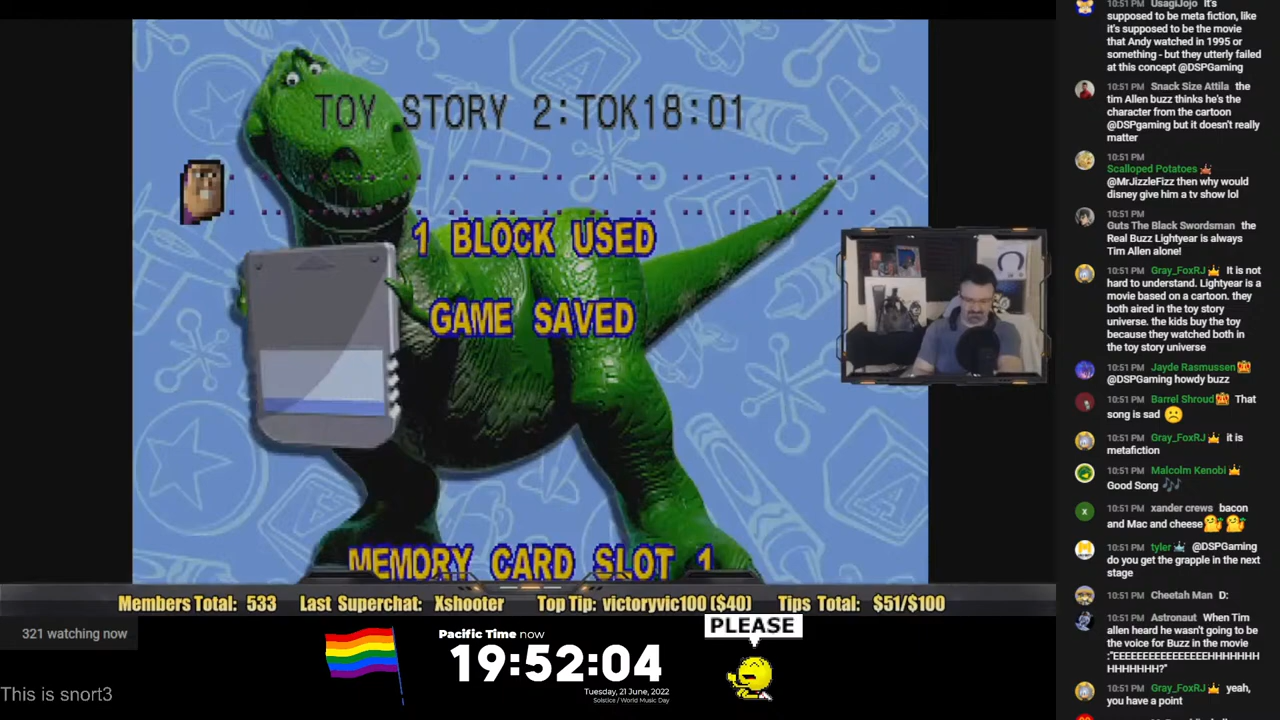 TOY STORY 2:TOK18:01
1 BLOCK USED
GAME SAVED
MEMORY CARD SLOT 1
Members Total: 533 Last Superchat: Xshooter Top Tip: victoryvic100 ($40) Tips Total: $51/$100
321 watching now
This is snort3
Pacific Time now
19:52:04
Tuesday, 21 June, 2022
Solstice / World Music Day
PLEASE
10:51 PM UsagiJojo It's
supposed to be meta fiction, like
it's supposed to be the movie
that Andy watched in 1995 or
something - but they utterly failed
at this concept @DSPGaming
10:51 PM Snack Size Attila the
tim Allen buzz thinks he's the
character from the cartoon
@DSPgaming but it doesn't really
matter
10:51 PM
Scalloped Potatoes
@MrJizzleFizz then why would
disney give him a tv show lol
10:51 PM
Guts The Black Swordsman the
Real Buzz Lightyear is always
Tim Allen alone!
10:51 PM Gray_FoxRJ It is not
hard to understand. Lightyear is a
movie based on a cartoon. they
both aired in the toy story
universe. the kids buy the toy
because they watched both in
the toy story universe
10:51 PM Jayde Rasmussen
@DSPGaming howdy buzz
10:51 PM Barrel Shroud That
song is sad
10:51 PM Gray_FoxRJ it is
metafiction
10:51 PM Malcolm Kenobi
Good Song
x
10:51 PM xander crews bacon
and Mac and cheese
10:51 PM tyler @DSPGaming
do you get the grapple in the next
stage
10:51 PM Cheetah Man D:
10:51 PM Astronaut When Tim
allen heard he wasn't going to be
the voice for Buzz in the movie
10:51 PM Gray_FoxRJ yeah,
you have a point